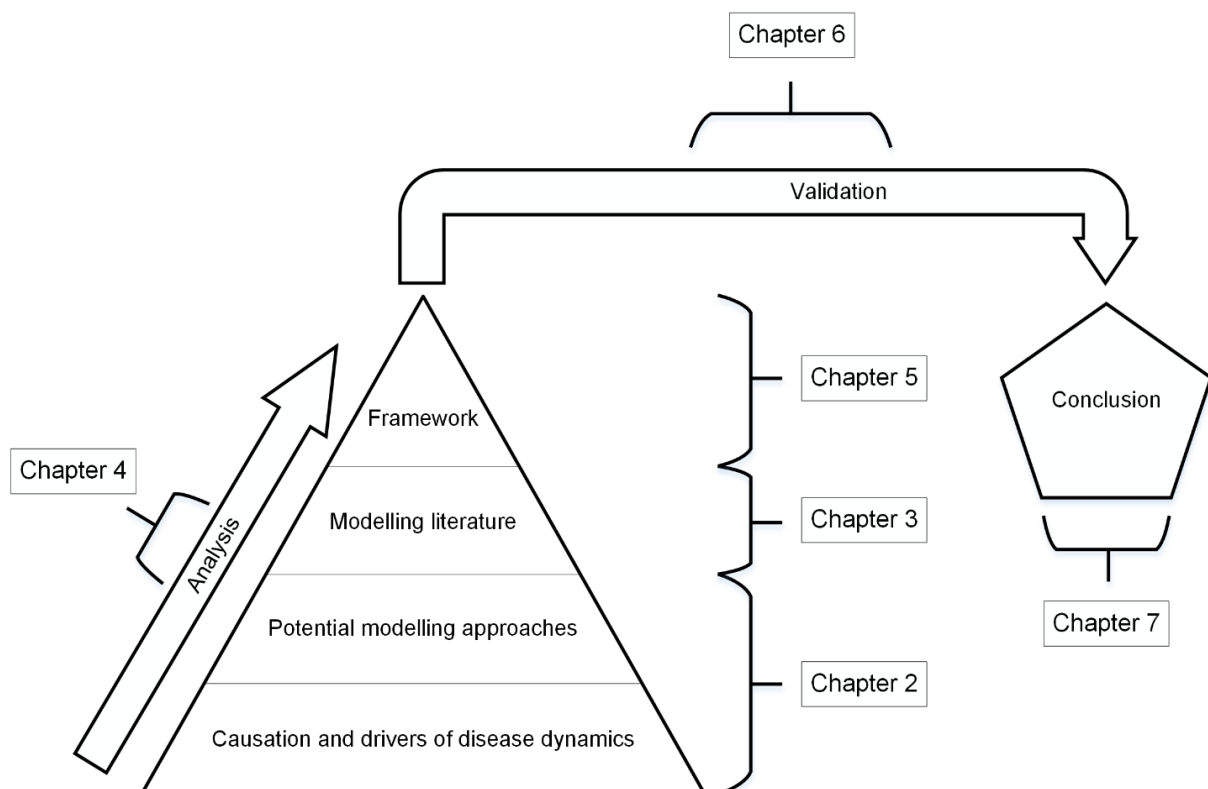 Chapter 6
Validation
Chapter 5
Conclusion
Framework
Chapter 4
Analysis
Modelling literature
Chapter 3
Potential modelling approaches
Chapter 7
Chapter 2
Causation and drivers of disease dynamics